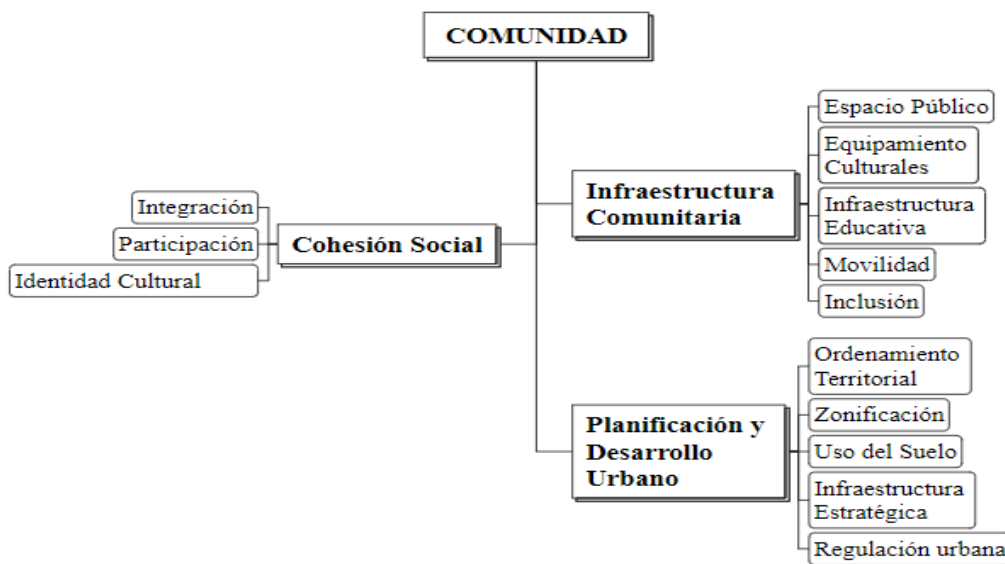 COMUNIDAD
Integración
Participación
Identidad Cultural
Cohesión Social
Infraestructura
Comunitaria
Espacio Público
Equipamiento
Culturales
Infraestructura
Educativa
Movilidad
Inclusión
Planificación y
Desarrollo
Urbano
Ordenamiento
Territorial
Zonificación
Uso del Suelo
Infraestructura
Estratégica
Regulación urbana